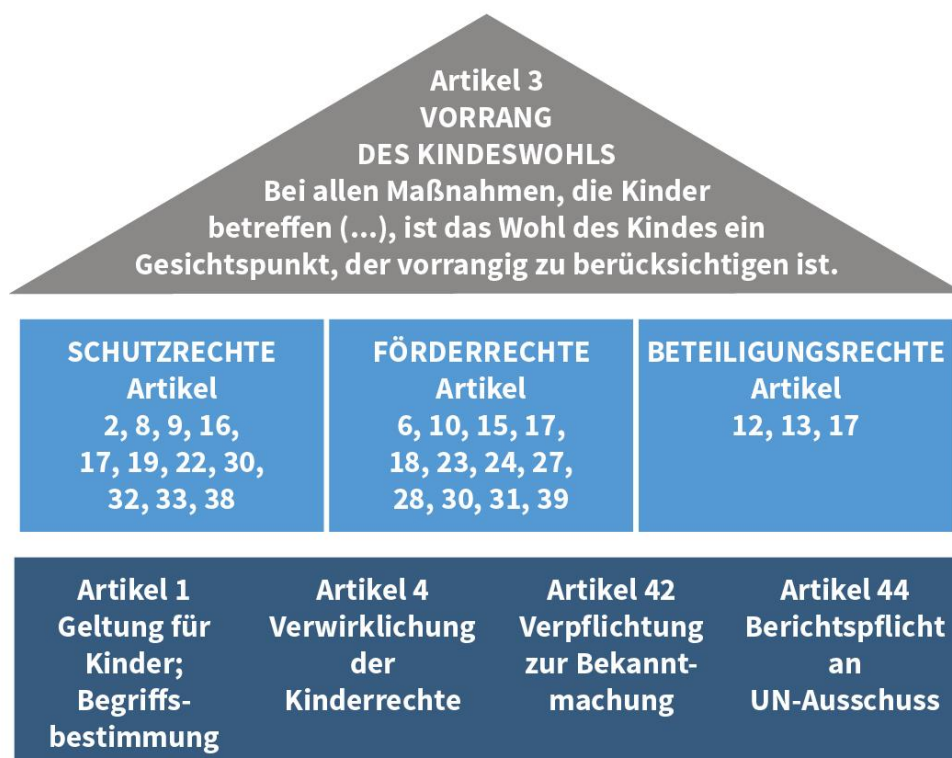 Artikel 3
VORRANG
DES KINDESWOHLS
Bei allen Maßnahmen, die Kinder
betreffen (...), ist das Wohl des Kindes ein
Gesichtspunkt, der vorrangig zu berücksichtigen ist.
SCHUTZRECHTE
Artikel
2, 8, 9, 16,
17, 19, 22, 30,
32, 33, 38
FÖRDERRECHTE
Artikel
6, 10, 15, 17,
18, 23, 24, 27,
28, 30, 31, 39
BETEILIGUNGSRECHTE
Artikel
12, 13, 17
Artikel 1
Geltung für
Kinder;
Begriffs-
bestimmung
Artikel 4
Verwirklichung
der
Kinderrechte
Artikel 42
Verpflichtung
zur Bekannt-
machung
Artikel 44
Berichtspflicht
an
UN-Ausschuss